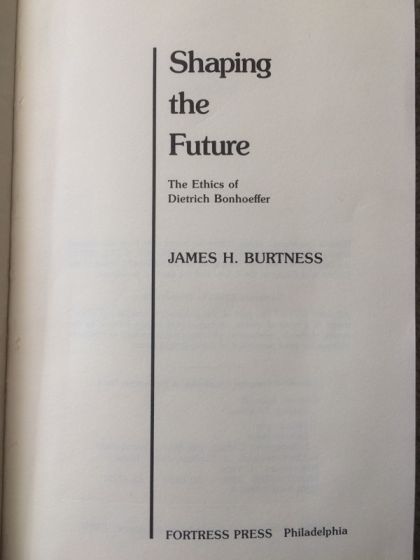 Shaping
the
Future
The Ethics of
Dietrich Bonhoeffer
JAMES H. BURTNESS
FORTRESS PRESS Philadelphia